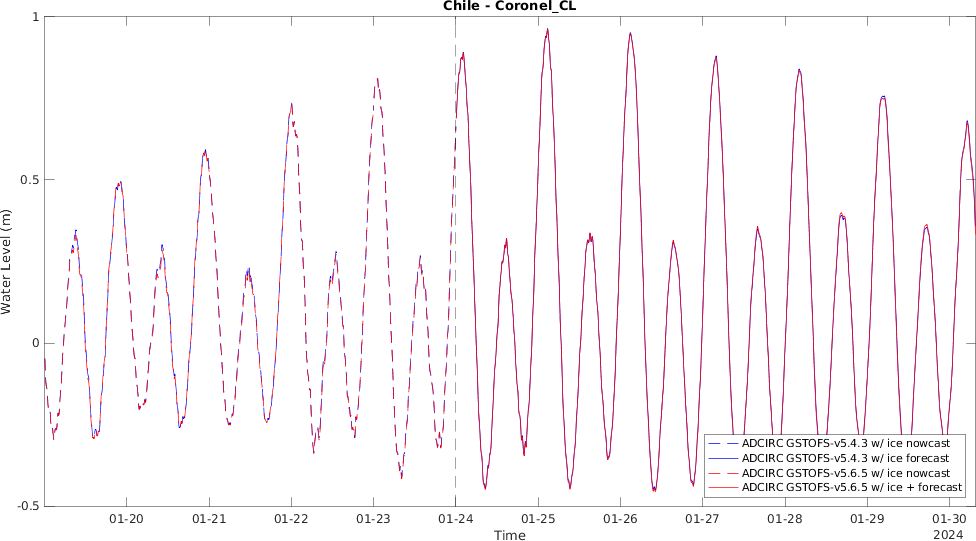 Chile - Coronel_CL
1
0.5
0
-0.5
Water Level (m)
ADCIRC GSTOFS-v5.4.3 w/ ice nowcast
ADCIRC GSTOFS-v5.4.3 w/ ice forecast
ADCIRC GSTOFS-v5.6.5 w/ ice nowcast
ADCIRC GSTOFS-v5.6.5 w/ ice + forecast
01-20 01-21 01-22 01-23 01-24 01-25 01-26 01-27 01-28 01-29 01-30
Time
2024